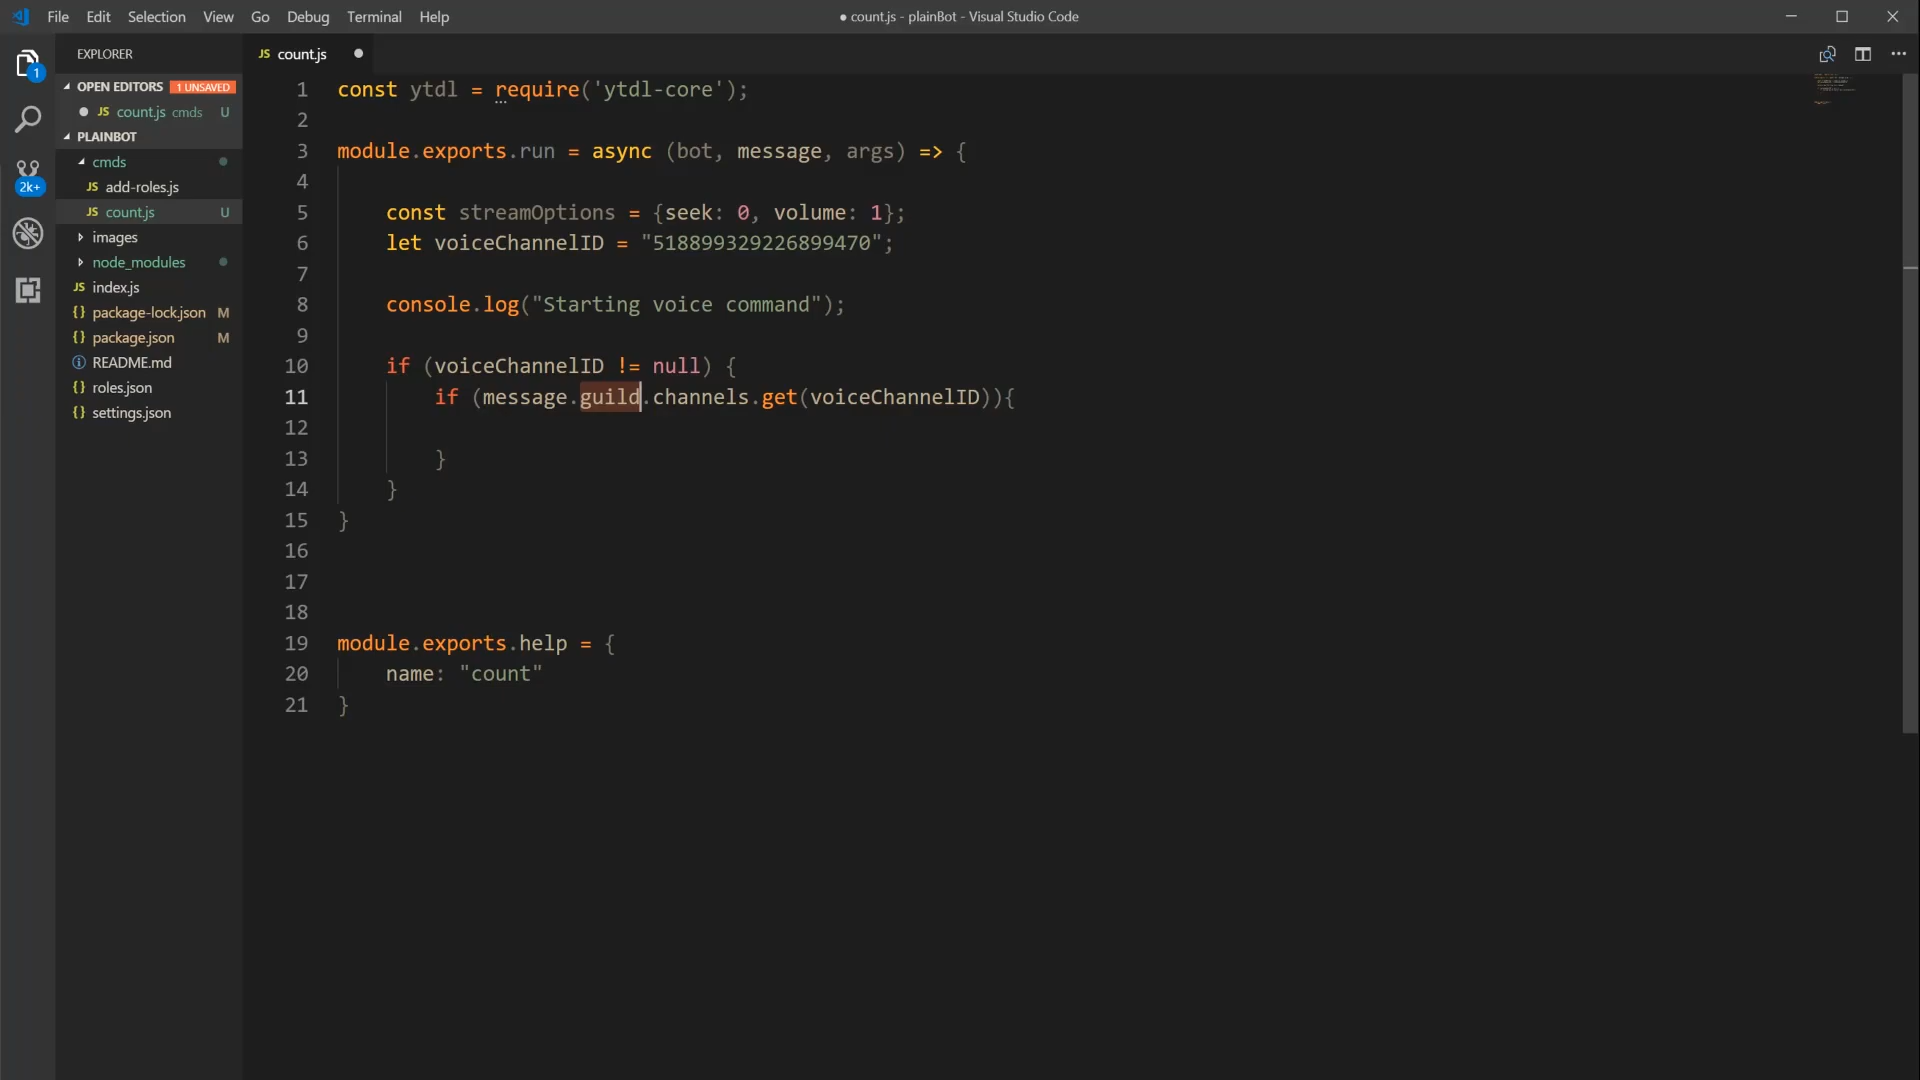 File Edit Selection View Go Debug Terminal Help
● count.js - plainBot - Visual Studio Code
EXPLORER
OPEN EDITORS 1 UNSAVED
JS count.js cmds U
PLAINBOT
cmds
JS add-roles.js
JS count.js U
images
node_modules
JS index.js
{} package-lock.json M
{} package.json M
README.md
{} roles.json
{} settings.json
1
2k+
JS count.js
1 const ytdl = require('ytdl-core');
2
3 module.exports.run = async (bot, message, args) => {
4
5 const streamOptions = {seek: 0, volume: 1};
6 let voiceChannelID = "518899329226899470";
7
8 console.log("Starting voice command");
9
10 if (voiceChannelID != null) {
11 if (message.guild.channels.get(voiceChannelID)){
12
13 }
14 }
15 }
16
17
18
19 module.exports.help = {
20 name: "count"
21 }